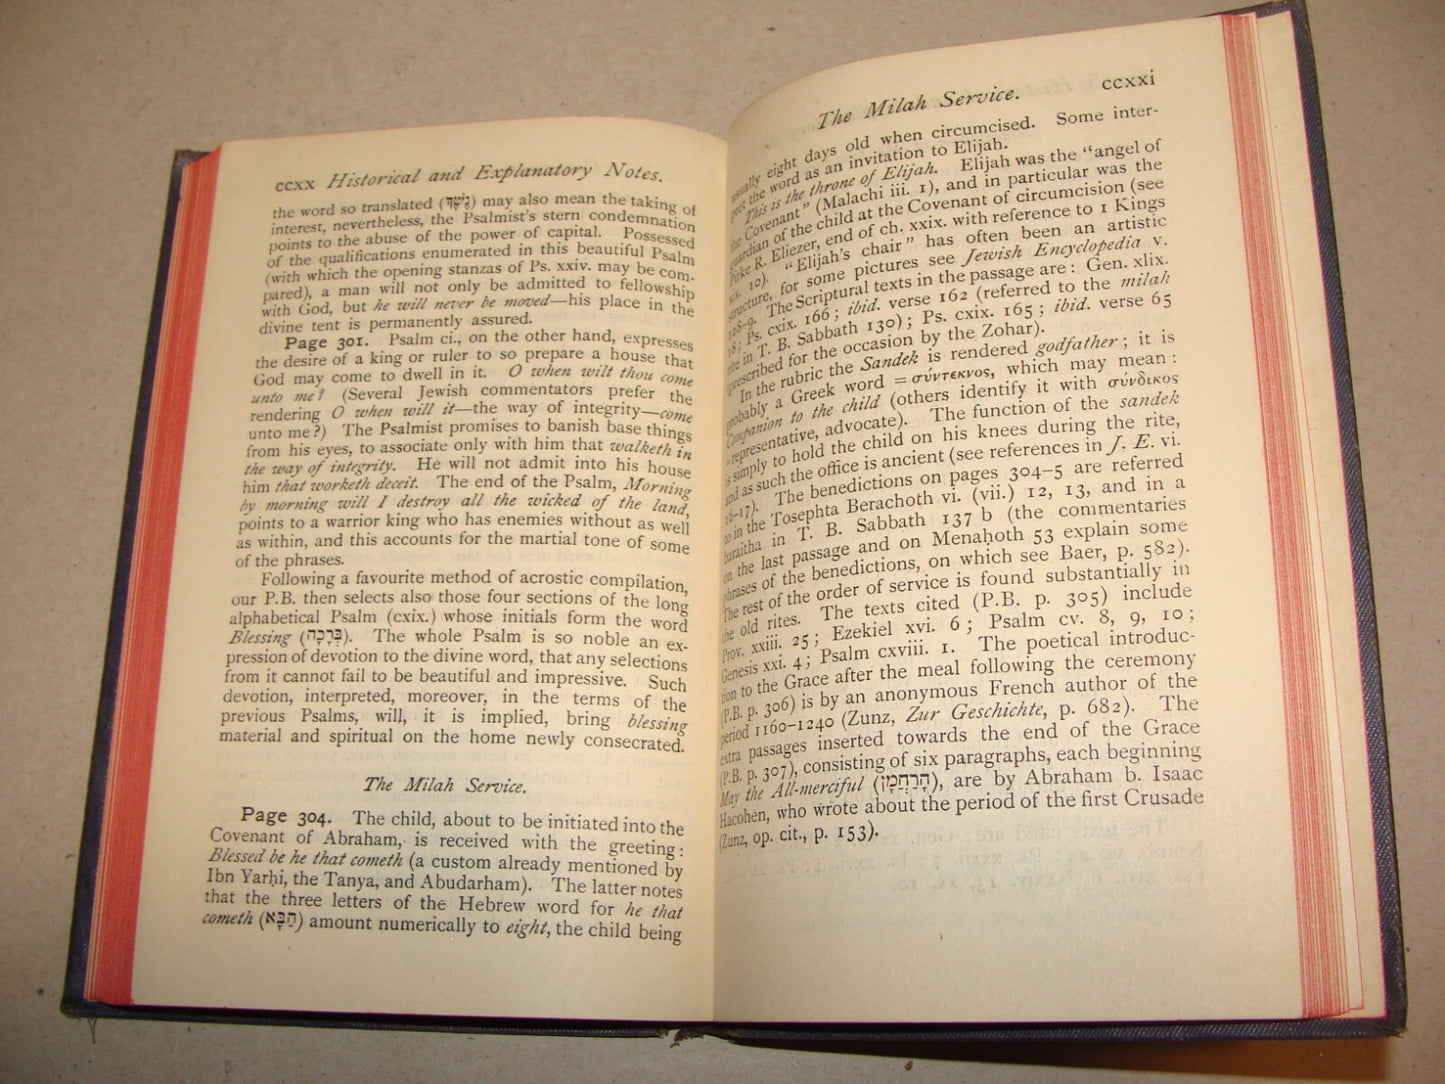 ccxx Historical and Explanatory Notes.
the word so translated (נֶשֶׁךְ) may also mean the taking of
interest, nevertheless, the Psalmist's stern condemnation
points to the abuse of the power of capital. Possessed
of the qualifications enumerated in this beautiful Psalm
(with which the opening stanzas of Ps. xxiv. may be com-
pared), a man will not only be admitted to fellowship
with God, but he will never be moved—his place in the
divine tent is permanently assured.
Page 301. Psalm ci., on the other hand, expresses
the desire of a king or ruler to so prepare a house that
God may come to dwell in it. O when wilt thou come
unto me? (Several Jewish commentators prefer the
rendering O when will it—the way of integrity—come
unto me?) The Psalmist promises to banish base things
from his eyes, to associate only with him that walketh in
the way of integrity. He will not admit into his house
him that worketh deceit. The end of the Psalm, Morning
by morning will I destroy all the wicked of the land,
points to a warrior king who has enemies without as well
as within, and this accounts for the martial tone of some
of the phrases.
Following a favourite method of acrostic compilation,
our P.B. then selects also those four sections of the long
alphabetical Psalm (cxix.) whose initials form the word
Blessing (בְּרָכָה). The whole Psalm is so noble an ex-
pression of devotion to the divine word, that any selections
from it cannot fail to be beautiful and impressive. Such
devotion, interpreted, moreover, in the terms of the
previous Psalms, will, it is implied, bring blessing
material and spiritual on the home newly consecrated.
The Milah Service.
Page 304. The child, about to be initiated into the
Covenant of Abraham, is received with the greeting:
Blessed be he that cometh (a custom already mentioned by
Ibn Yarḥi, the Tanya, and Abudarham). The latter notes
that the three letters of the Hebrew word for he that
cometh (הַבָּא) amount numerically to eight, the child being
The Milah Service. ccxxi
usually eight days old when circumcised. Some inter-
pret the word as an invitation to Elijah.
This is the throne of Elijah. Elijah was the "angel of
the Covenant" (Malachi iii. 1), and in particular was the
guardian of the child at the Covenant of circumcision (see
Pirke R. Eliezer, end of ch. xxix. with reference to 1 Kings
xix. 10). "Elijah's chair" has often been an artistic
structure, for some pictures see Jewish Encyclopedia v.
128-9. The Scriptural texts in the passage are: Gen. xlix.
18; Ps. cxix. 166; ibid. verse 162 (referred to the milah
rite in T. B. Sabbath 130); Ps. cxix. 165; ibid. verse 65
(prescribed for the occasion by the Zohar).
In the rubric the Sandek is rendered godfather; it is
probably a Greek word = σύντεκνος, which may mean:
Companion to the child (others identify it with σύνδικος
=representative, advocate). The function of the sandek
is simply to hold the child on his knees during the rite,
and as such the office is ancient (see references in J. E. vi.
16-17). The benedictions on pages 304-5 are referred
to in the Tosephta Berachoth vi. (vii.) 12, 13, and in a
baraitha in T. B. Sabbath 137 b (the commentaries
on the last passage and on Menaḥoth 53 explain some
phrases of the benedictions, on which see Baer, p. 582).
The rest of the order of service is found substantially in
the old rites. The texts cited (P.B. p. 305) include
Prov. xxiii. 25; Ezekiel xvi. 6; Psalm cv. 8, 9, 10;
Genesis xxi. 4; Psalm cxviii. 1. The poetical introduc-
tion to the Grace after the meal following the ceremony
(P.B. p. 306) is by an anonymous French author of the
period 1160-1240 (Zunz, Zur Geschichte, p. 682). The
extra passages inserted towards the end of the Grace
(P.B. p. 307), consisting of six paragraphs, each beginning
May the All-merciful (הָרַחֲמָן), are by Abraham b. Isaac
Hacohen, who wrote about the period of the first Crusade
(Zunz, op. cit., p. 153).